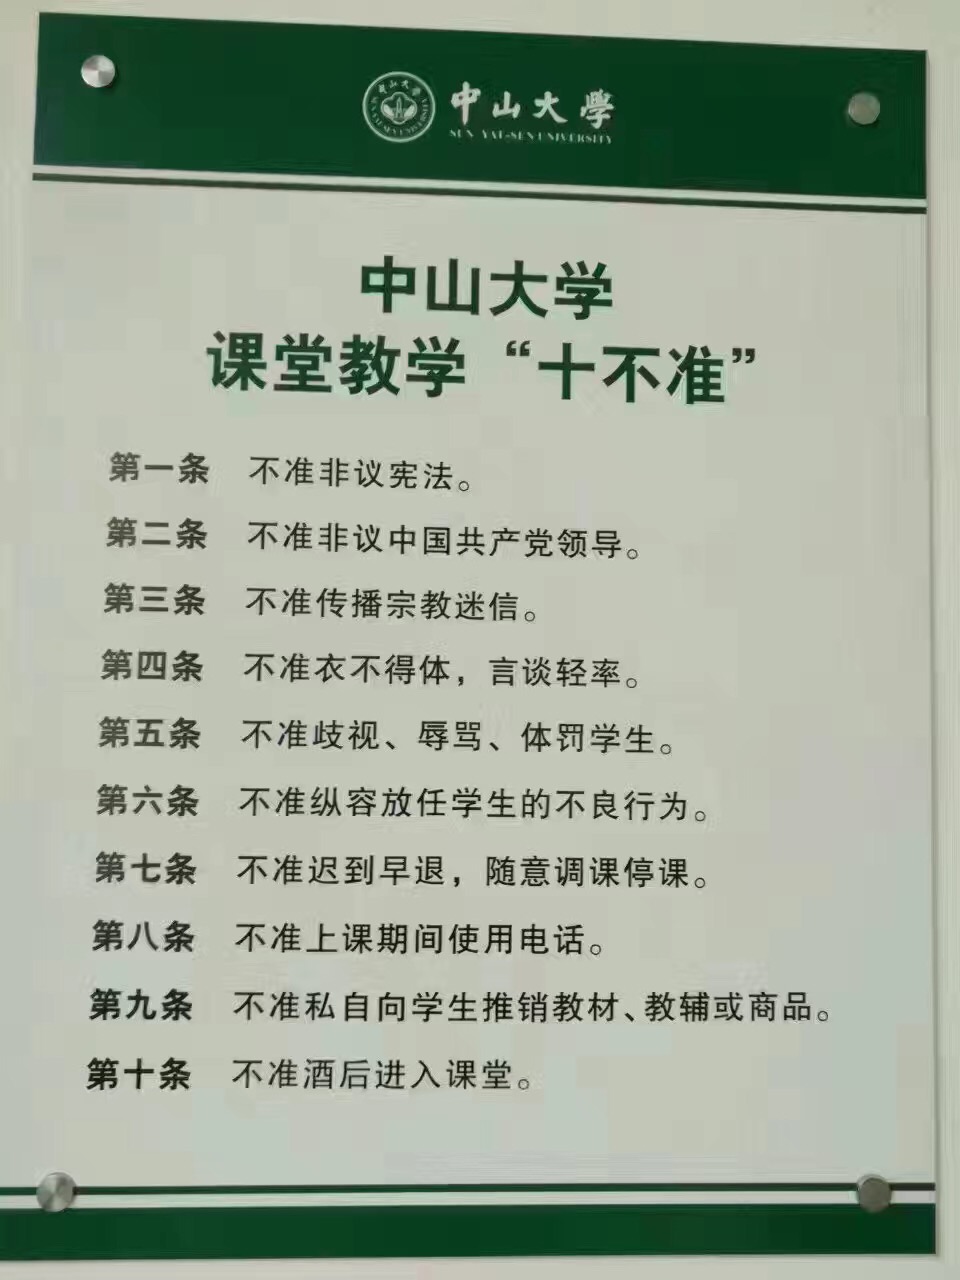 中山大學
SUN YAT-SEN UNIVERSITY
中山大学
课堂教学“十不准”
第一条 不准非议宪法。
第二条 不准非议中国共产党领导。
第三条 不准传播宗教迷信。
第四条 不准衣不得体，言谈轻率。
第五条 不准歧视、辱骂、体罚学生。
第六条 不准纵容放任学生的不良行为。
第七条 不准迟到早退，随意调课停课。
第八条 不准上课期间使用电话。
第九条 不准私自向学生推销教材、教辅或商品。
第十条 不准酒后进入课堂。